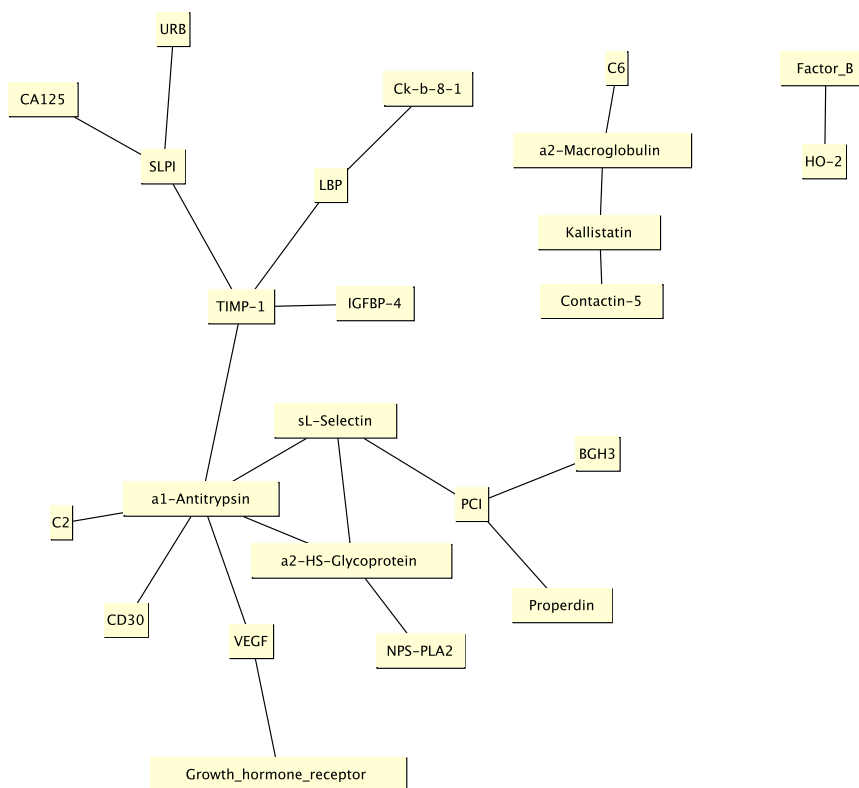 URB
C6
Factor_B
Ck-b-8-1
CA125
a2-Macroglobulin
HO-2
SLPI
LBP
Kallistatin
Contactin-5
IGFBP-4
TIMP-1
sL-Selectin
BGH3
a1-Antitrypsin
PCI
C2
a2-HS-Glycoprotein
Properdin
CD30
VEGF
NPS-PLA2
Growth_hormone_receptor